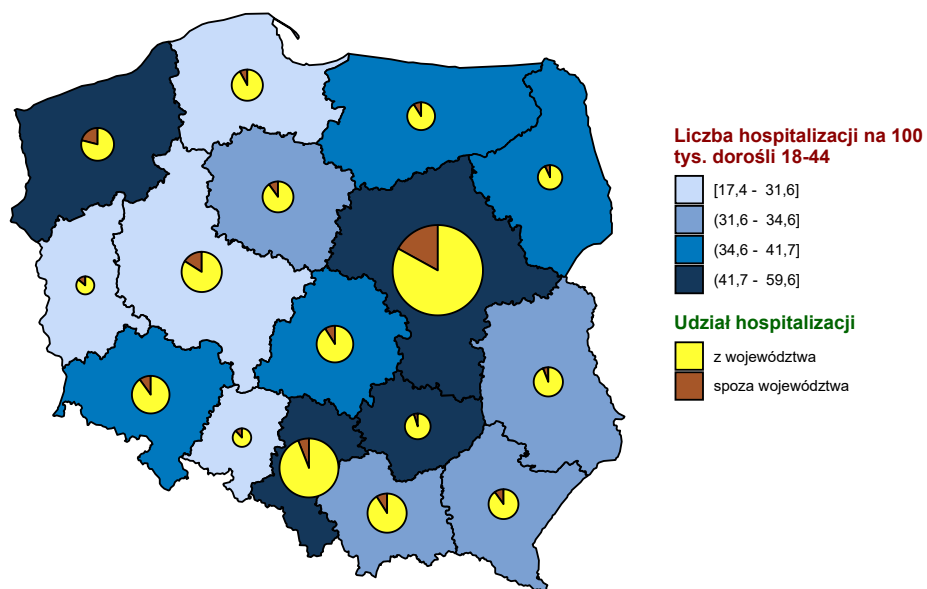 Liczba hospitalizacji na 100
tys. dorośli 18-44
[17,4 - 31,6]
(31,6 - 34,6]
(34,6 - 41,7]
(41,7 - 59,6]
Udział hospitalizacji
z województwa
spoza województwa